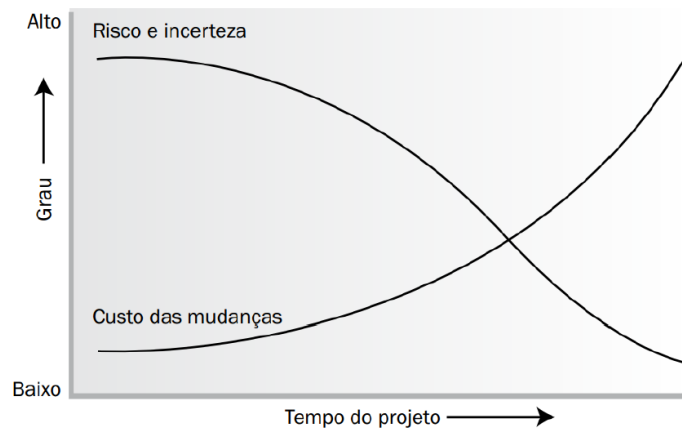 Alto
Risco e incerteza
Grau
Custo das mudanças
Baixo
Tempo do projeto